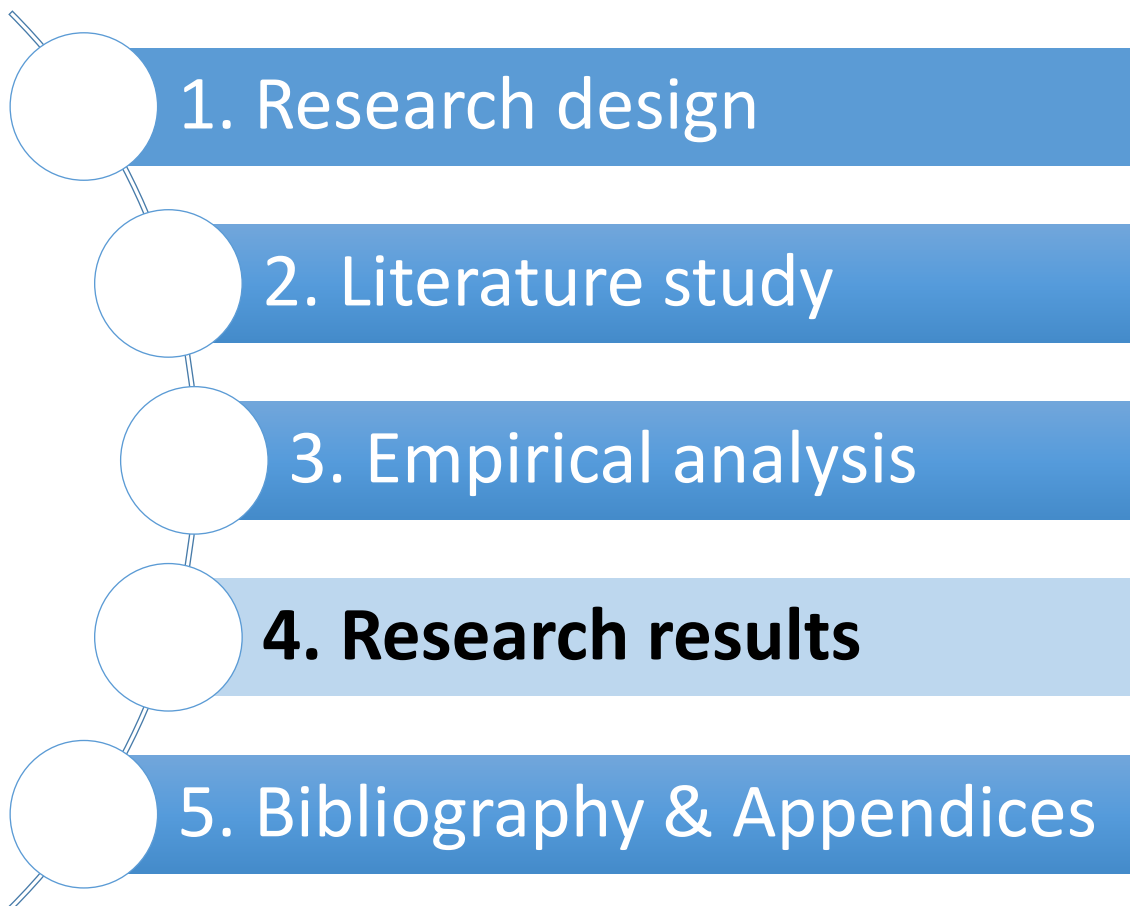 1. Research design
2. Literature study
3. Empirical analysis
4. Research results
5. Bibliography & Appendices